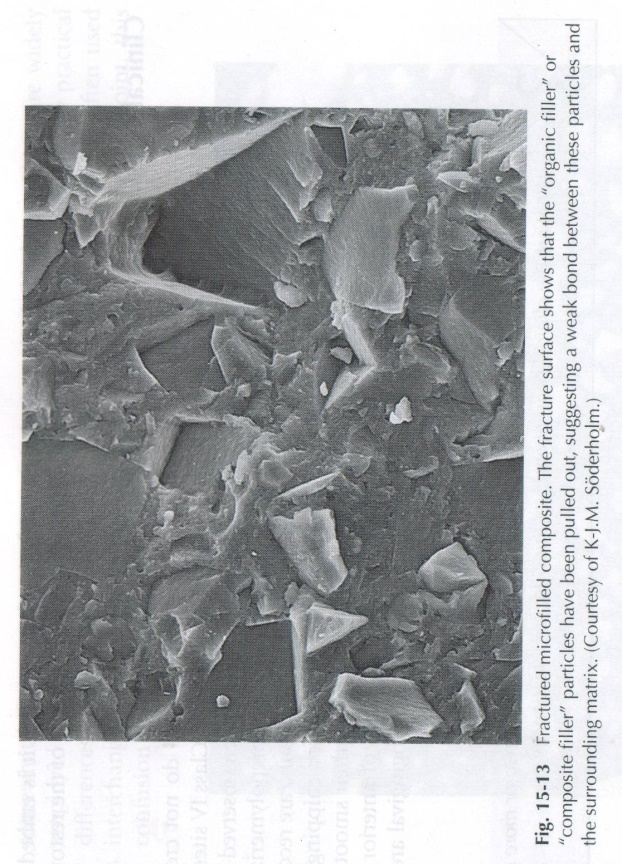 Fig. 15-13 Fractured microfilled composite. The fracture surface shows that the “organic filler” or
“composite filler” particles have been pulled out, suggesting a weak bond between these particles and
the surrounding matrix. (Courtesy of K-J.M. Söderholm.)